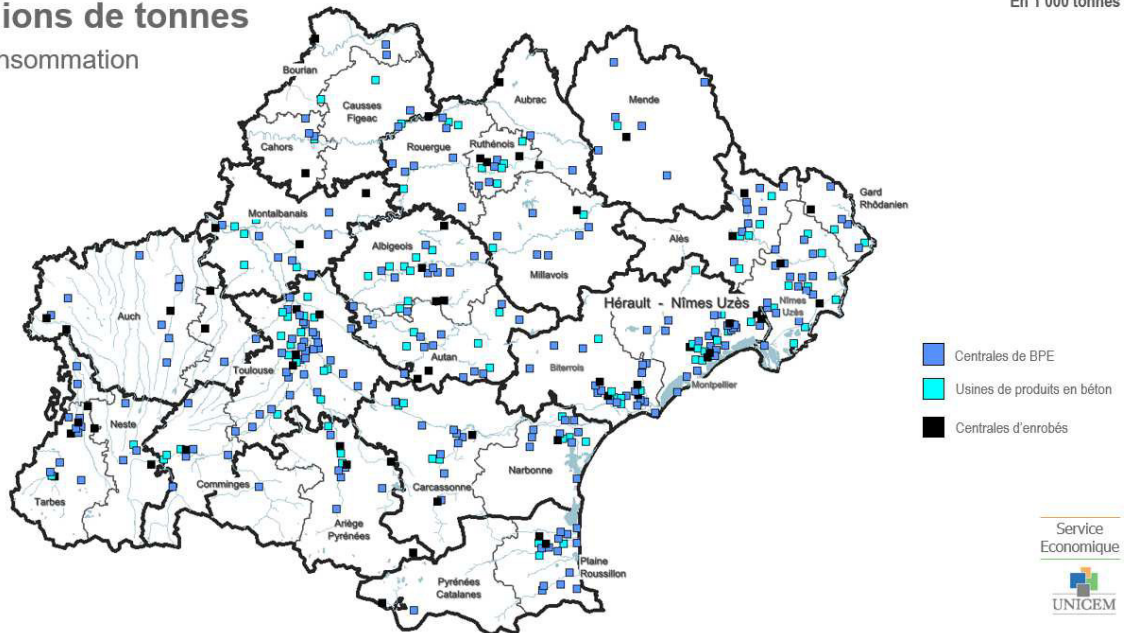 ions de tonnes
En 1 000 tonnes
nsommation
Bourian
Causses
Figeac
Aubrac
Mende
Cahors
Rouergue
Ruthénois
Gard
Rhôdanien
Montalbanais
Albigeois
Alès
Millavois
Auch
Hérault - Nîmes Uzès
Nîmes
Uzès
Toulouse
Autan
Biterrois
Montpellier
Neste
Tarbes
Comminges
Carcassonne
Narbonne
Ariège
Pyrénées
Pyrénées
Catalanes
Plaine
Roussillon
Centrales de BPE
Usines de produits en béton
Centrales d'enrobés
Service
Economique
UNICEM